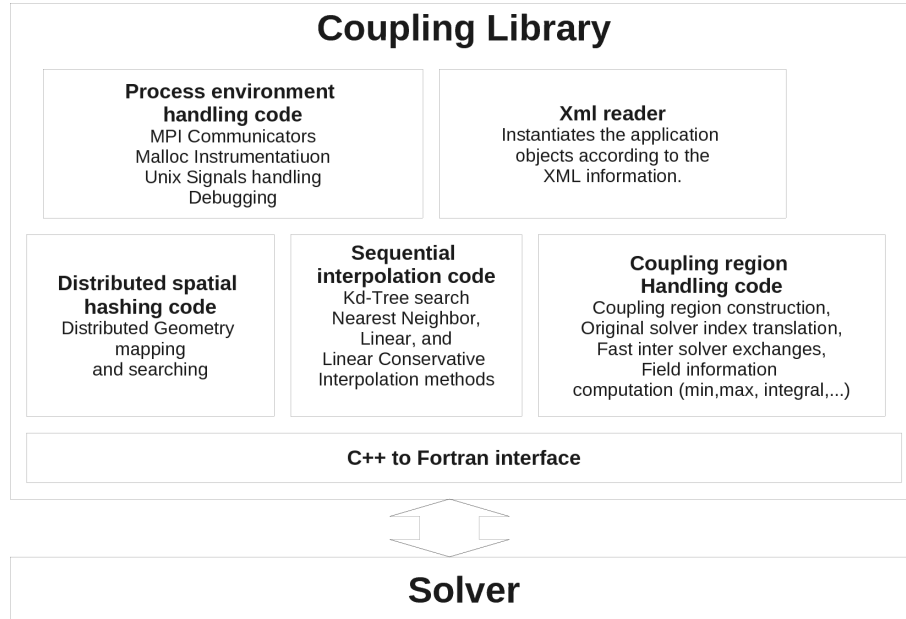 Coupling Library
Process environment
handling code
MPI Communicators
Malloc Instrumentatiuon
Unix Signals handling
Debugging
Xml reader
Instantiates the application
objects according to the
XML information.
Distributed spatial
hashing code
Distributed Geometry
mapping
and searching
Sequential
interpolation code
Kd-Tree search
Nearest Neighbor,
Linear, and
Linear Conservative
Interpolation methods
Coupling region
Handling code
Coupling region construction,
Original solver index translation,
Fast inter solver exchanges,
Field information
computation (min,max, integral,...)
C++ to Fortran interface
Solver